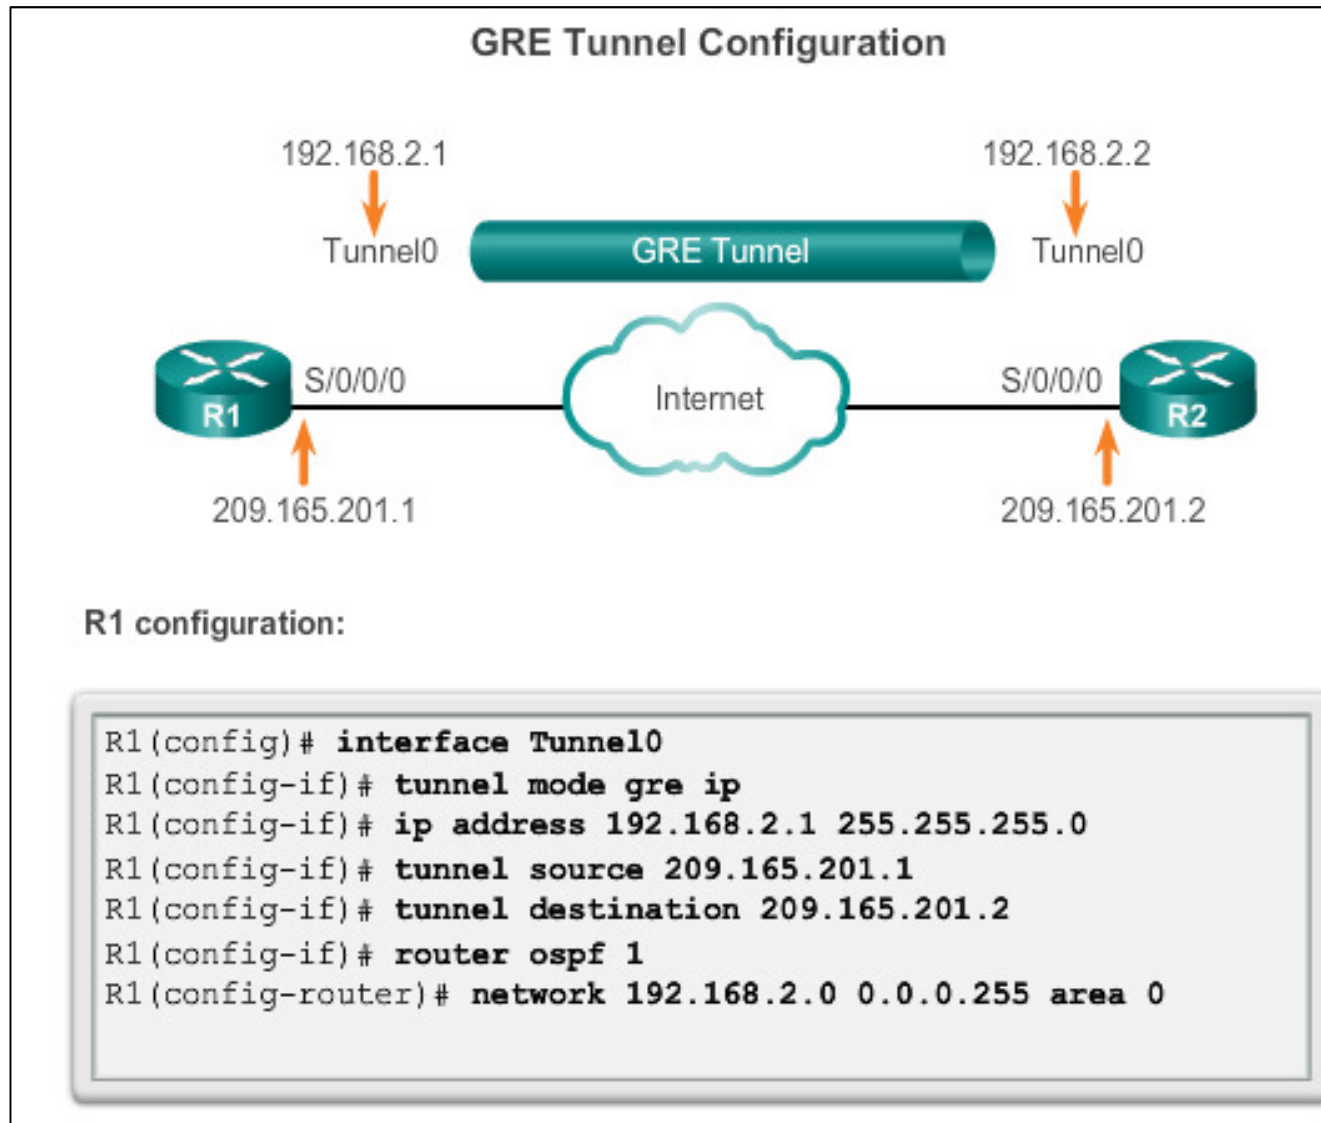 GRE Tunnel Configuration
192.168.2.1
192.168.2.2
Tunnel0
GRE Tunnel
Tunnel0
S/0/0/0
Internet
S/0/0/0
R1
R2
209.165.201.1
209.165.201.2
R1 configuration:
R1(config)# interface Tunnel0
R1(config-if)# tunnel mode gre ip
R1(config-if)# ip address 192.168.2.1 255.255.255.0
R1(config-if)# tunnel source 209.165.201.1
R1(config-if)# tunnel destination 209.165.201.2
R1(config-if)# router ospf 1
R1(config-router)# network 192.168.2.0 0.0.0.255 area 0